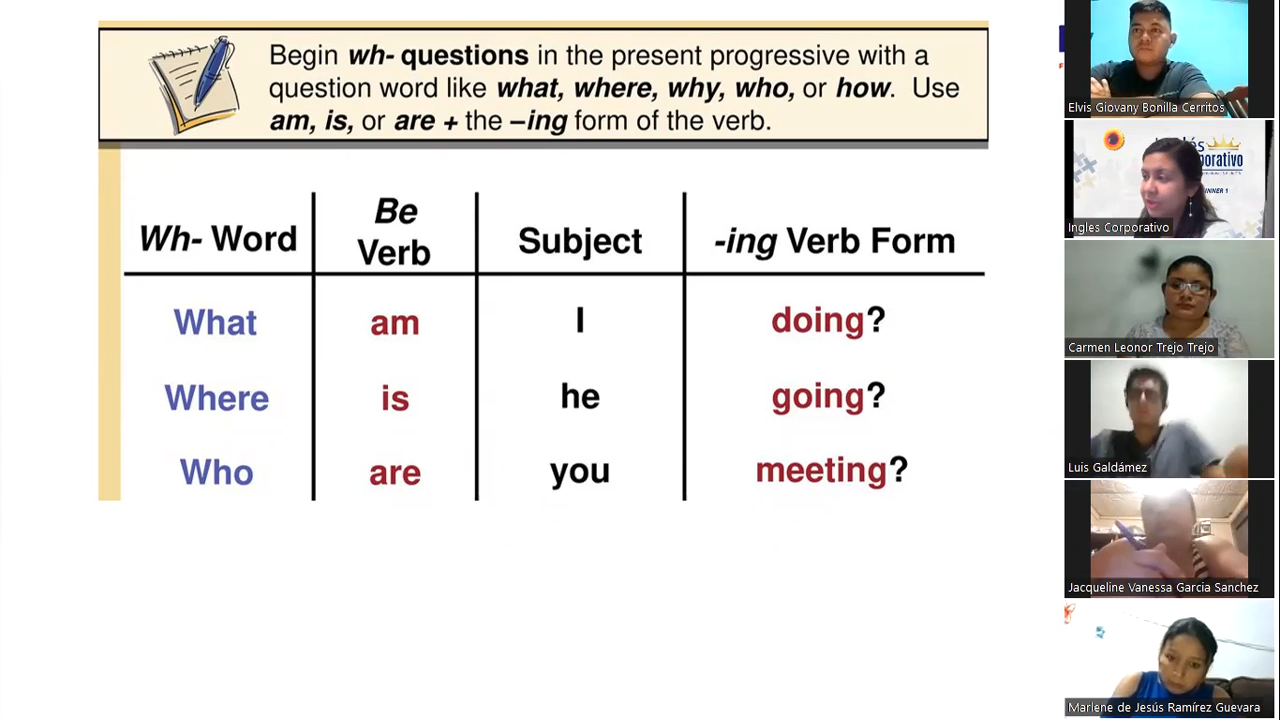 Begin wh- questions in the present progressive with a
question word like what, where, why, who, or how. Use
am, is, or are + the –ing form of the verb.
Wh- Word
Be
Verb
Subject
-ing Verb Form
What am I doing?
Where is he going?
Who are you meeting?
Elvis Giovany Bonilla Cerritos
Ingles Corporativo
Carmen Leonor Trejo Trejo
Luis Galdámez
Jacqueline Vanessa Garcia Sanchez
Marlene de Jesús Ramírez Guevara